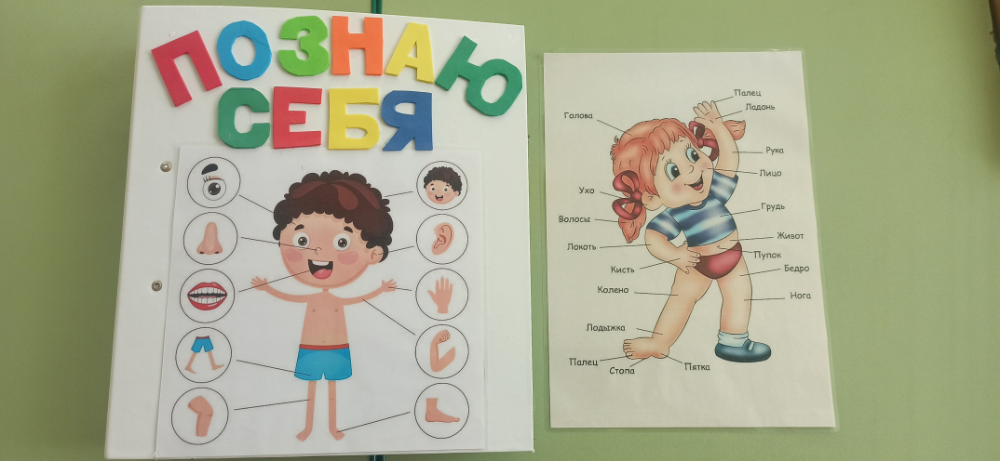 ПОЗНАЮ
СЕБЯ
Палец
Ладонь
Голова
Рука
Лицо
Ухо
Грудь
Волосы
Живот
Локоть
Пупок
Кисть
Бедро
Колено
Нога
Лодыжка
Палец
Стопа
Пятка